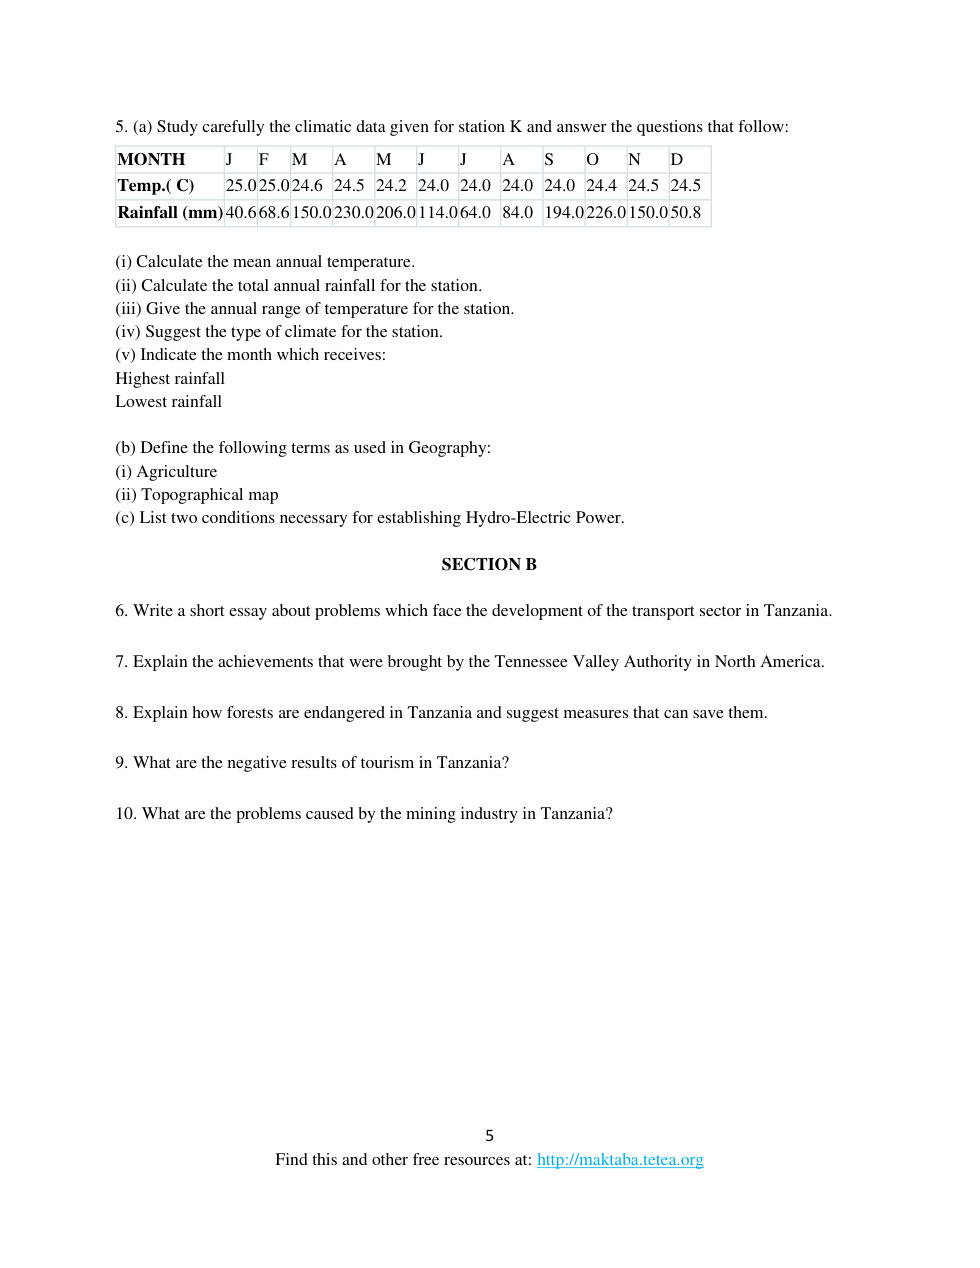 5. (a) Study carefully the climatic data given for station K and answer the questions that follow:
MONTH J F M A M J J A S O N D
Temp.( C) 25.0 25.0 24.6 24.5 24.2 24.0 24.0 24.0 24.0 24.4 24.5 24.5
Rainfall (mm) 40.6 68.6 150.0 230.0 206.0 114.0 64.0 84.0 194.0 226.0 150.0 50.8
(i) Calculate the mean annual temperature.
(ii) Calculate the total annual rainfall for the station.
(iii) Give the annual range of temperature for the station.
(iv) Suggest the type of climate for the station.
(v) Indicate the month which receives:
Highest rainfall
Lowest rainfall
(b) Define the following terms as used in Geography:
(i) Agriculture
(ii) Topographical map
(c) List two conditions necessary for establishing Hydro-Electric Power.
SECTION B
6. Write a short essay about problems which face the development of the transport sector in Tanzania.
7. Explain the achievements that were brought by the Tennessee Valley Authority in North America.
8. Explain how forests are endangered in Tanzania and suggest measures that can save them.
9. What are the negative results of tourism in Tanzania?
10. What are the problems caused by the mining industry in Tanzania?
5
Find this and other free resources at: http://maktaba.tetea.org